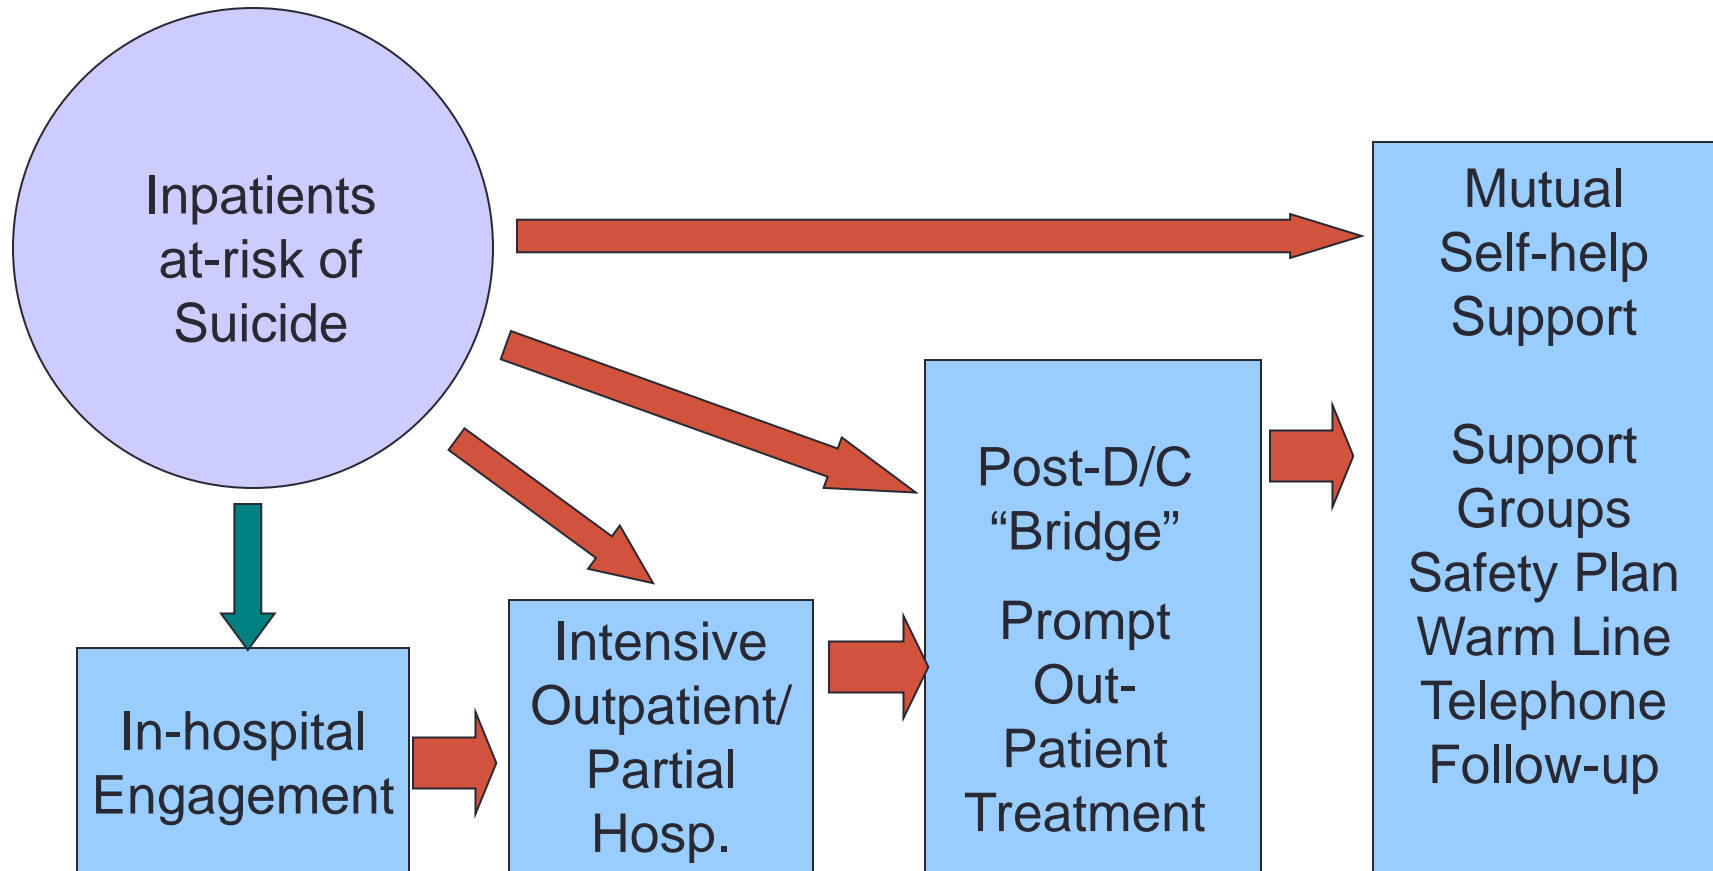 Inpatients
at-risk of
Suicide
In-hospital
Engagement
Intensive
Outpatient/
Partial
Hosp.
Post-D/C
“Bridge”
Prompt
Out-
Patient
Treatment
Mutual
Self-help
Support
Support
Groups
Safety Plan
Warm Line
Telephone
Follow-up